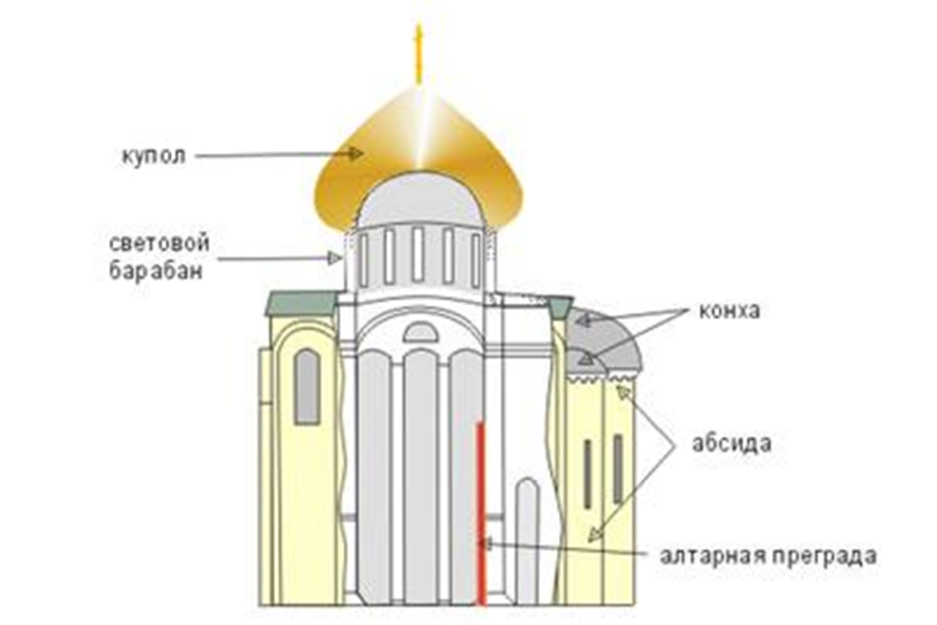 купол
световой
барабан
конха
абсида
алтарная преграда